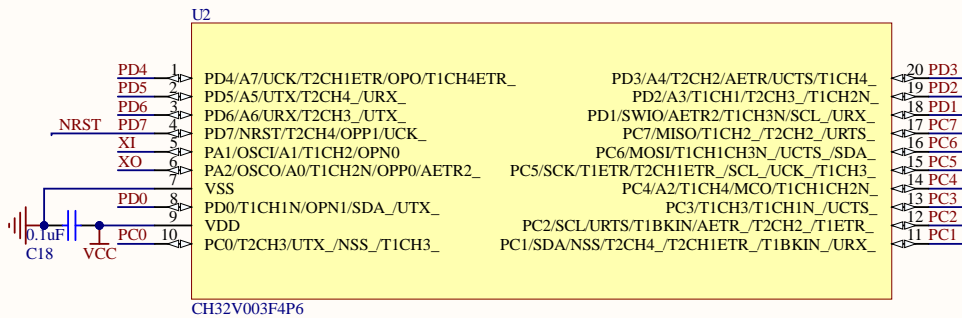 U2
PD4 1 PD4/A7/UCK/T2CH1ETR/OPO/T1CH4ETR_ PD3/A4/T2CH2/AETR/UCTS/T1CH4_ 20 PD3
PD5 2 PD5/A5/UTX/T2CH4_/URX_ PD2/A3/T1CH1/T2CH3_/T1CH2N_ 19 PD2
PD6 3 PD6/A6/URX/T2CH3_/UTX_ PD1/SWIO/AETR2/T1CH3N/SCL_/URX_ 18 PD1
NRST PD7 4 PD7/NRST/T2CH4/OPP1/UCK_ PC7/MISO/T1CH2_/T2CH2_/URTS_ 17 PC7
XI 5 PA1/OSCI/A1/T1CH2/OPN0 PC6/MOSI/T1CH1CH3N_/UCTS_/SDA_ 16 PC6
XO 6 PA2/OSCO/A0/T1CH2N/OPP0/AETR2_ PC5/SCK/T1ETR/T2CH1ETR_/SCL_/UCK_/T1CH3_ 15 PC5
7 VSS PC4/A2/T1CH4/MCO/T1CH1CH2N_ 14 PC4
PD0 8 PD0/T1CH1N/OPN1/SDA_/UTX_ PC3/T1CH3/T1CH1N_/UCTS_ 13 PC3
9 VDD PC2/SCL/URTS/T1BKIN/AETR_/T2CH2_/T1ETR_ 12 PC2
0.1uF PC0 10 PC0/T2CH3/UTX_/NSS_/T1CH3_ PC1/SDA/NSS/T2CH4_/T2CH1ETR_/T1BKIN_/URX_ 11 PC1
C18 VCC
CH32V003F4P6